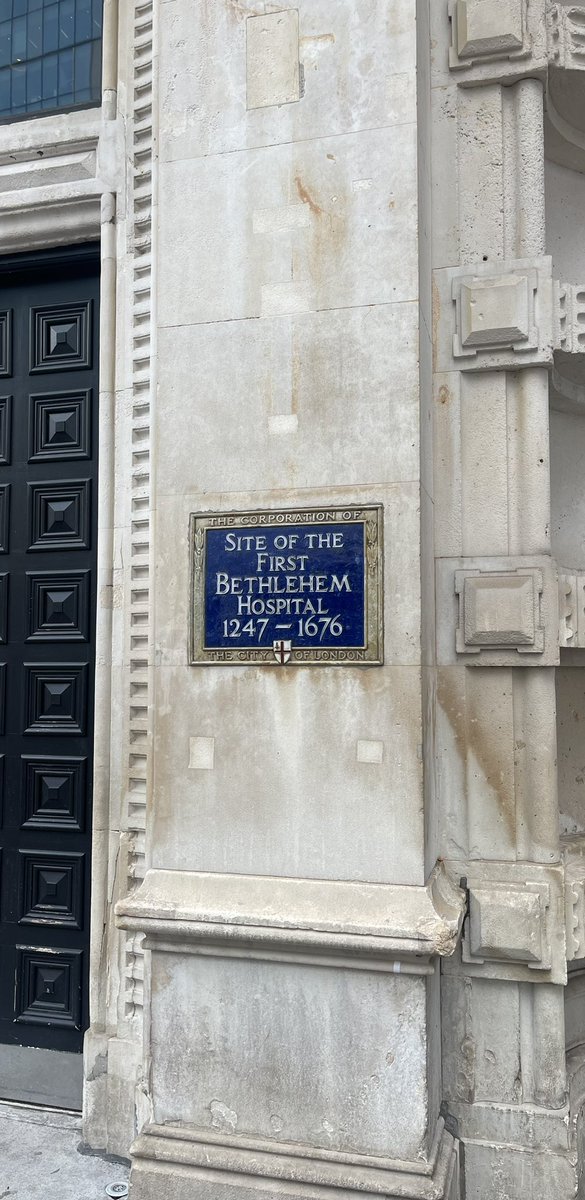 THE CORPORATION OF
SITE OF THE
FIRST
BETHLEHEM
HOSPITAL
1247 – 1676
THE CITY OF LONDON